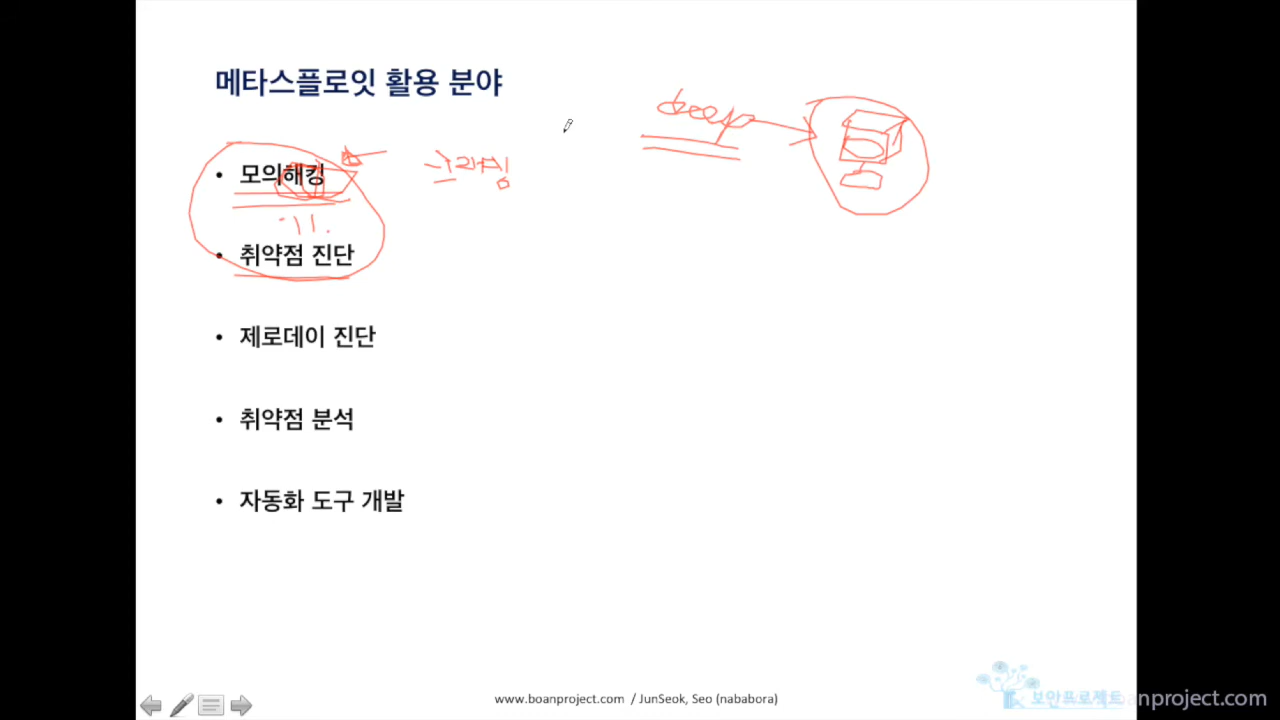 메타스플로잇 활용 분야
deep
• 모의해킹
크래킹
• 취약점 진단
• 제로데이 진단
• 취약점 분석
• 자동화 도구 개발
www.boanproject.com / JunSeok, Seo (nababora)
보안프로젝트
boanproject.com